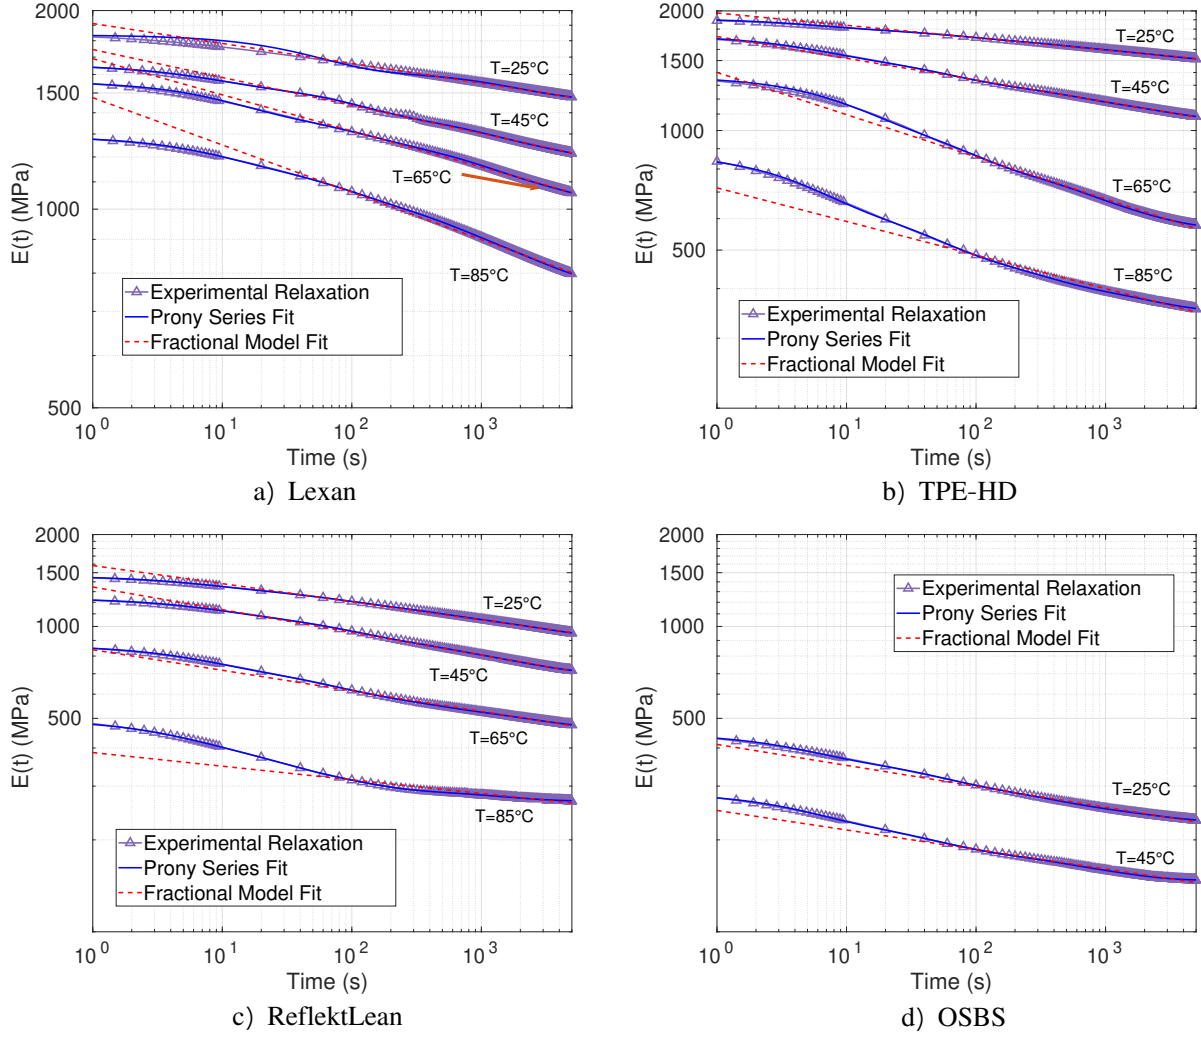 2000
1500
1000
500
E(t) (MPa)
T=25°C
T=45°C
T=65°C
T=85°C
Experimental Relaxation
Prony Series Fit
Fractional Model Fit
10^0
10^1
10^2
10^3
Time (s)
a) Lexan
2000
1500
1000
500
E(t) (MPa)
T=25°C
T=45°C
T=65°C
T=85°C
Experimental Relaxation
Prony Series Fit
Fractional Model Fit
10^0
10^1
10^2
10^3
Time (s)
b) TPE-HD
2000
1500
1000
500
E(t) (MPa)
T=25°C
T=45°C
T=65°C
T=85°C
Experimental Relaxation
Prony Series Fit
Fractional Model Fit
10^0
10^1
10^2
10^3
Time (s)
c) ReflektLean
2000
1500
1000
500
E(t) (MPa)
Experimental Relaxation
Prony Series Fit
Fractional Model Fit
T=25°C
T=45°C
10^0
10^1
10^2
10^3
Time (s)
d) OSBS